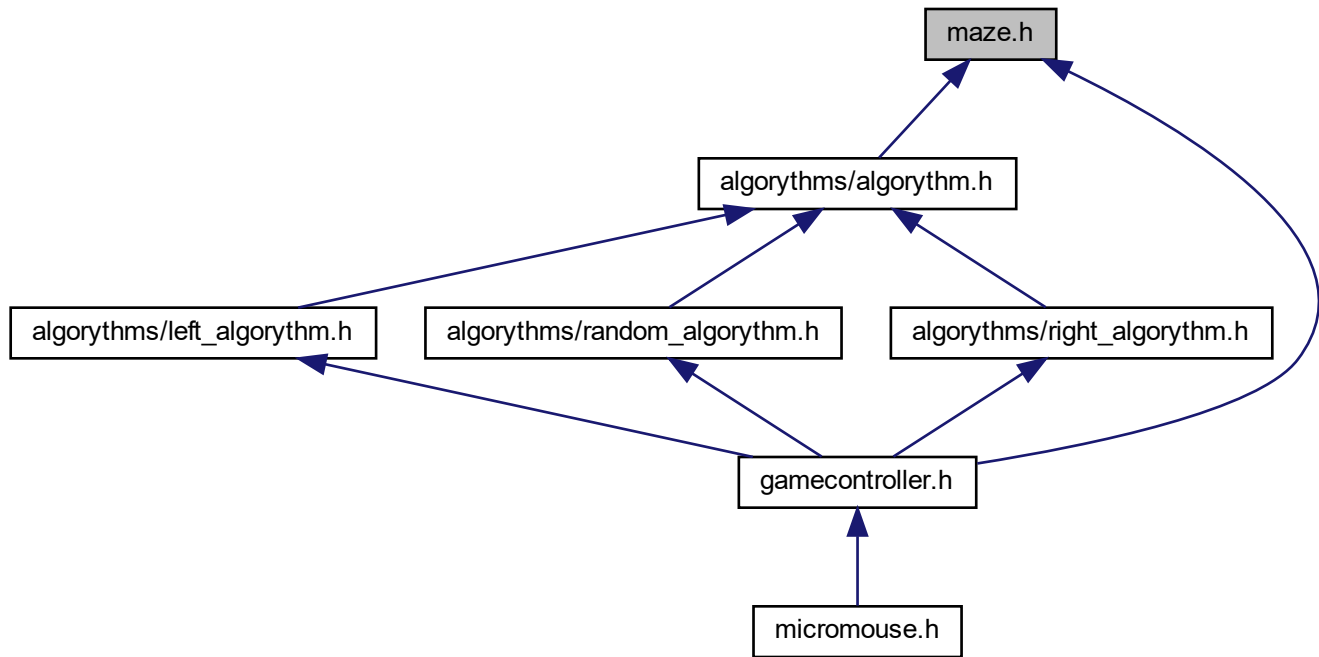 maze.h
algorythms/algorythm.h
algorythms/left_algorythm.h
algorythms/random_algorythm.h
algorythms/right_algorythm.h
gamecontroller.h
micromouse.h